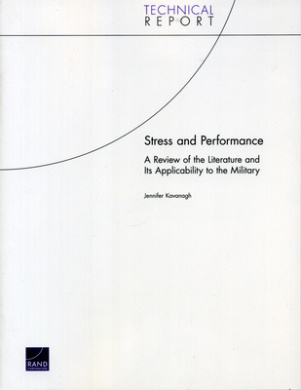 TECHNICAL
REPORT
Stress and Performance
A Review of the Literature and
Its Applicability to the Military
Jennifer Kavanagh
RAND